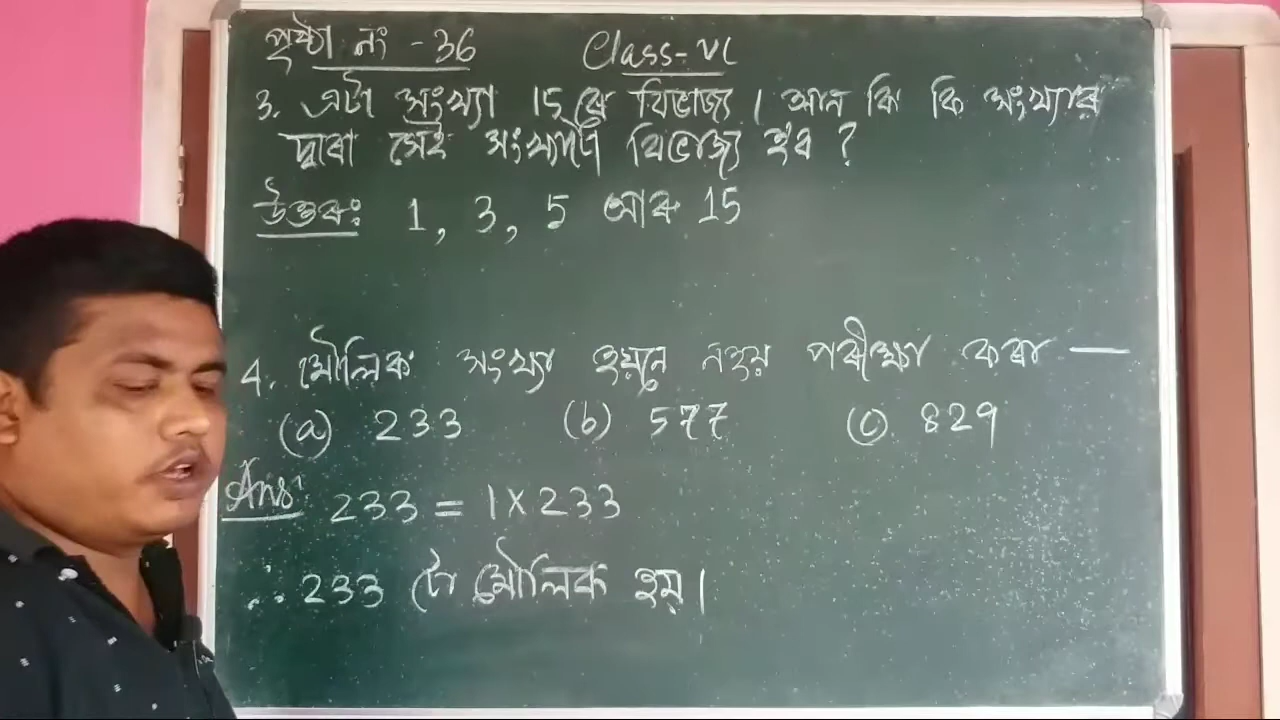 পৃষ্ঠা নং - 36 Class - VI
3. এটা সংখ্যা 15ৰে বিভাজ্য । আন কি কি সংখ্যাৰ
দ্বাৰা সেই সংখ্যাটো বিভাজ্য হ'ব ?
উত্তৰঃ 1, 3, 5 আৰু 15
4. মৌলিক সংখ্যা হয়নে নহয় পৰীক্ষা কৰা —
(a) 233 (b) 577 (c) 829
Ans: 233 = 1 × 233
∴ 233 টো মৌলিক হয় ।